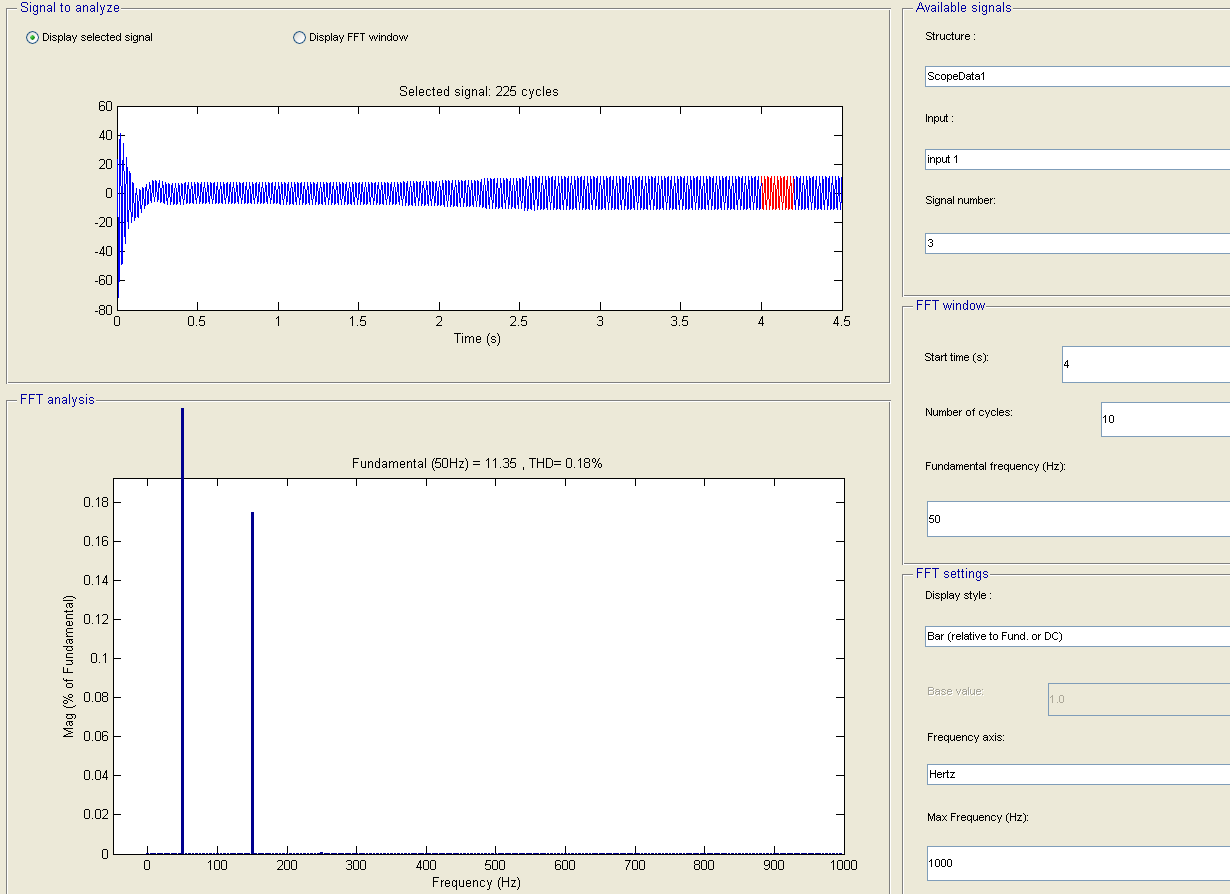 Signal to analyze
Display selected signal
Display FFT window
Selected signal: 225 cycles
60
40
20
0
-20
-40
-60
-80
0 0.5 1 1.5 2 2.5 3 3.5 4 4.5
Time (s)
FFT analysis
Fundamental (50Hz) = 11.35 , THD= 0.18%
Mag (% of Fundamental)
0.18
0.16
0.14
0.12
0.1
0.08
0.06
0.04
0.02
0
0 100 200 300 400 500 600 700 800 900 1000
Frequency (Hz)
Available signals
Structure :
ScopeData1
Input :
input 1
Signal number:
3
FFT window
Start time (s):
4
Number of cycles:
10
Fundamental frequency (Hz):
50
FFT settings
Display style :
Bar (relative to Fund. or DC)
Base value:
1.0
Frequency axis:
Hertz
Max Frequency (Hz):
1000